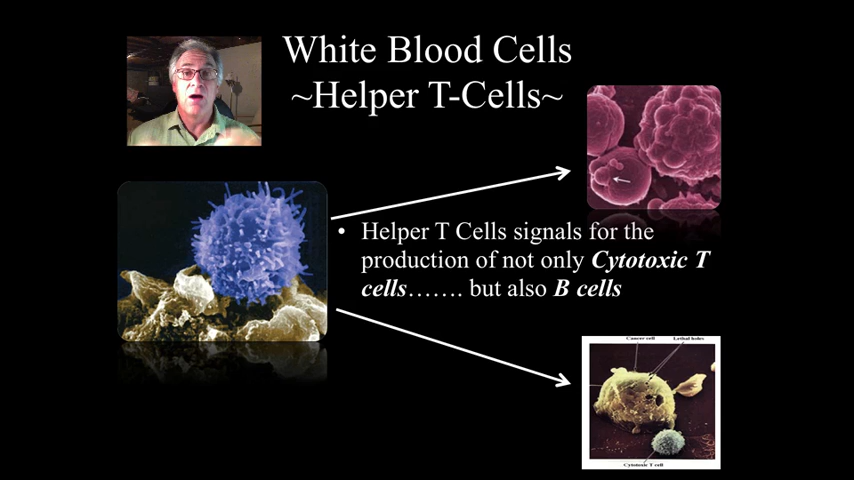 White Blood Cells
~Helper T-Cells~
• Helper T Cells signals for the
production of not only Cytotoxic T
cells……. but also B cells
Cancer cell
Lethal holes
Cytotoxic T cell